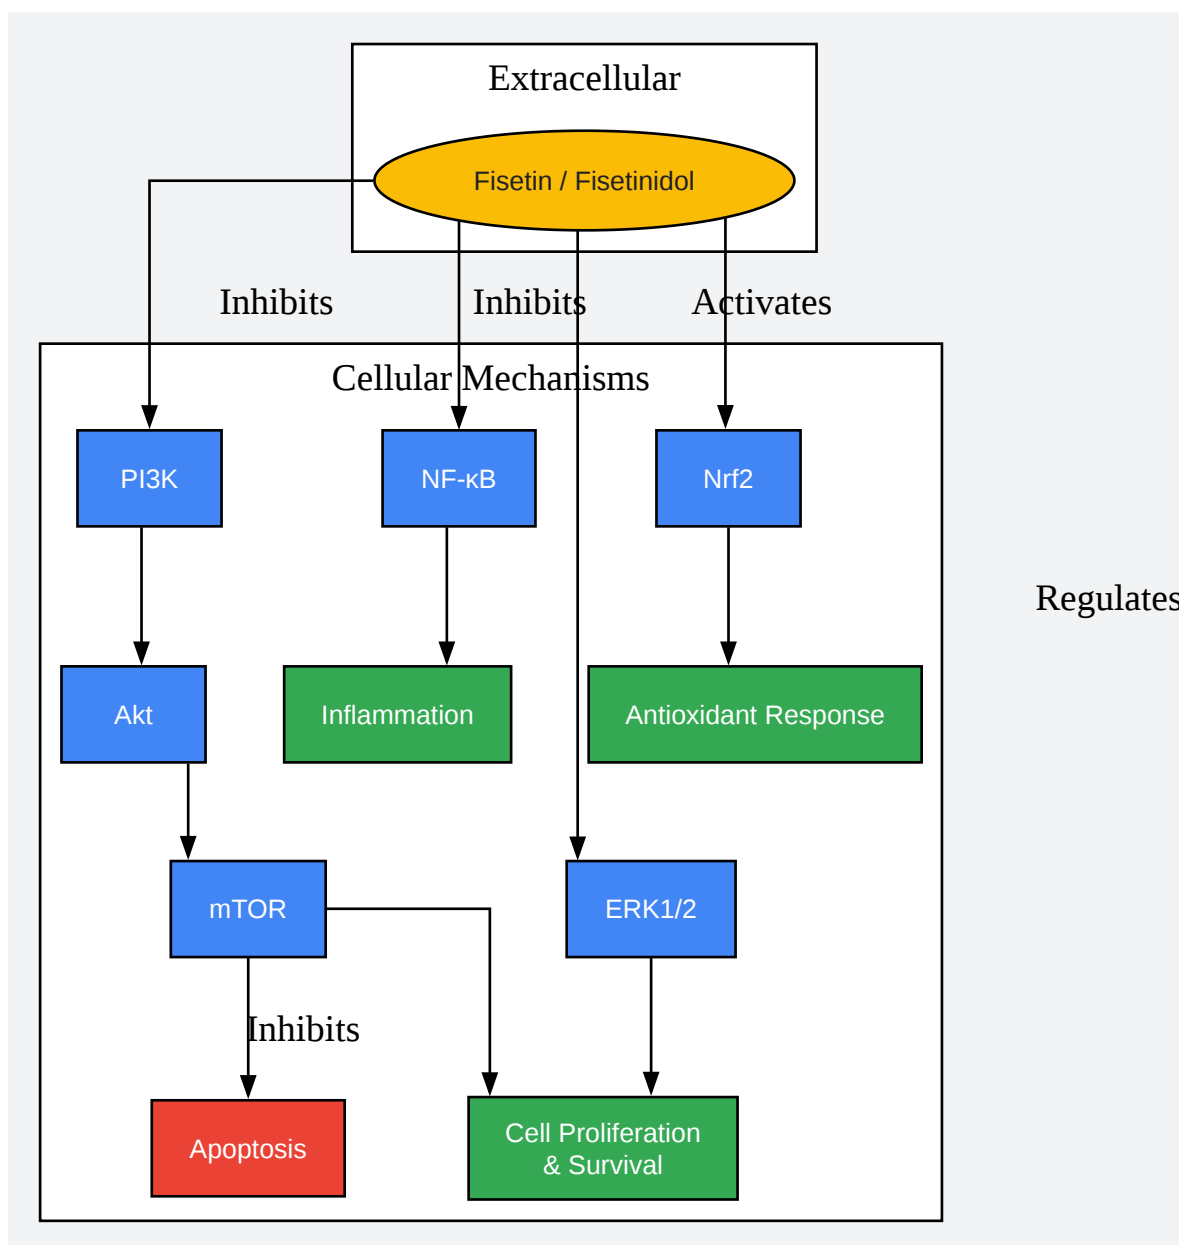 Extracellular
Fisetin / Fisetinidol
Inhibits
Inhibits
Activates
Cellular Mechanisms
PI3K
NF-κB
Nrf2
Regulates
Akt
Inflammation
Antioxidant Response
mTOR
ERK1/2
Inhibits
Apoptosis
Cell Proliferation
& Survival